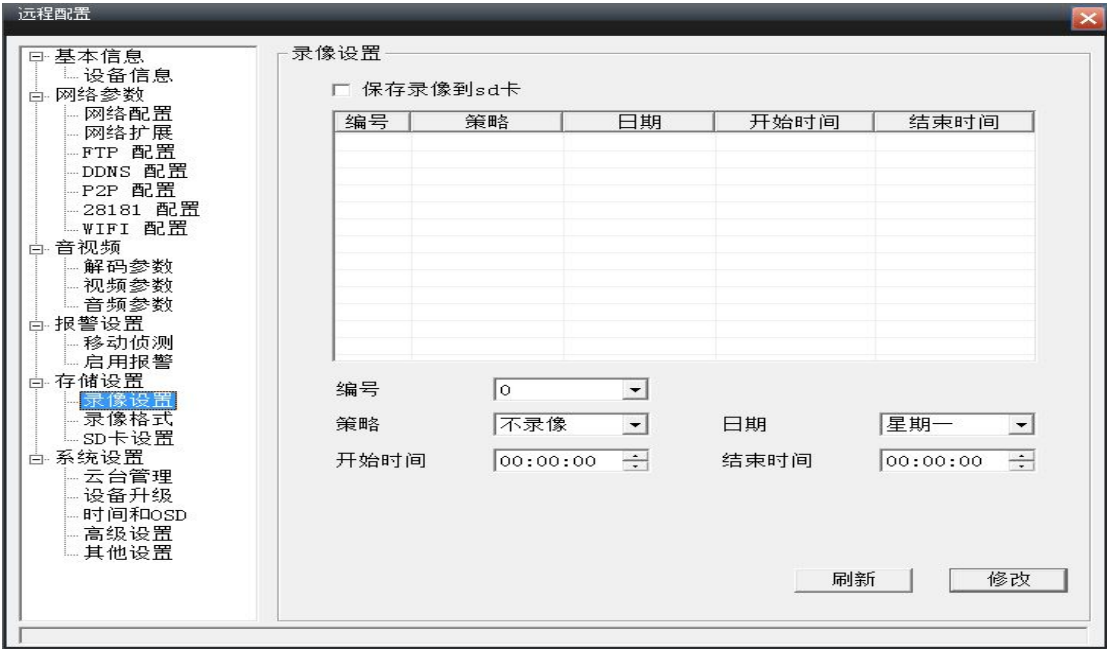 远程配置
基本信息
设备信息
网络参数
网络配置
网络扩展
FTP 配置
DDNS 配置
P2P 配置
28181 配置
WIFI 配置
音视频
解码参数
视频参数
音频参数
报警设置
移动侦测
启用报警
存储设置
录像设置
录像格式
SD卡设置
系统设置
云台管理
设备升级
时间和OSD
高级设置
其他设置
录像设置
保存录像到sd卡
编号 策略 日期 开始时间 结束时间
编号 0
策略 不录像 日期 星期一
开始时间 00:00:00 结束时间 00:00:00
刷新 修改